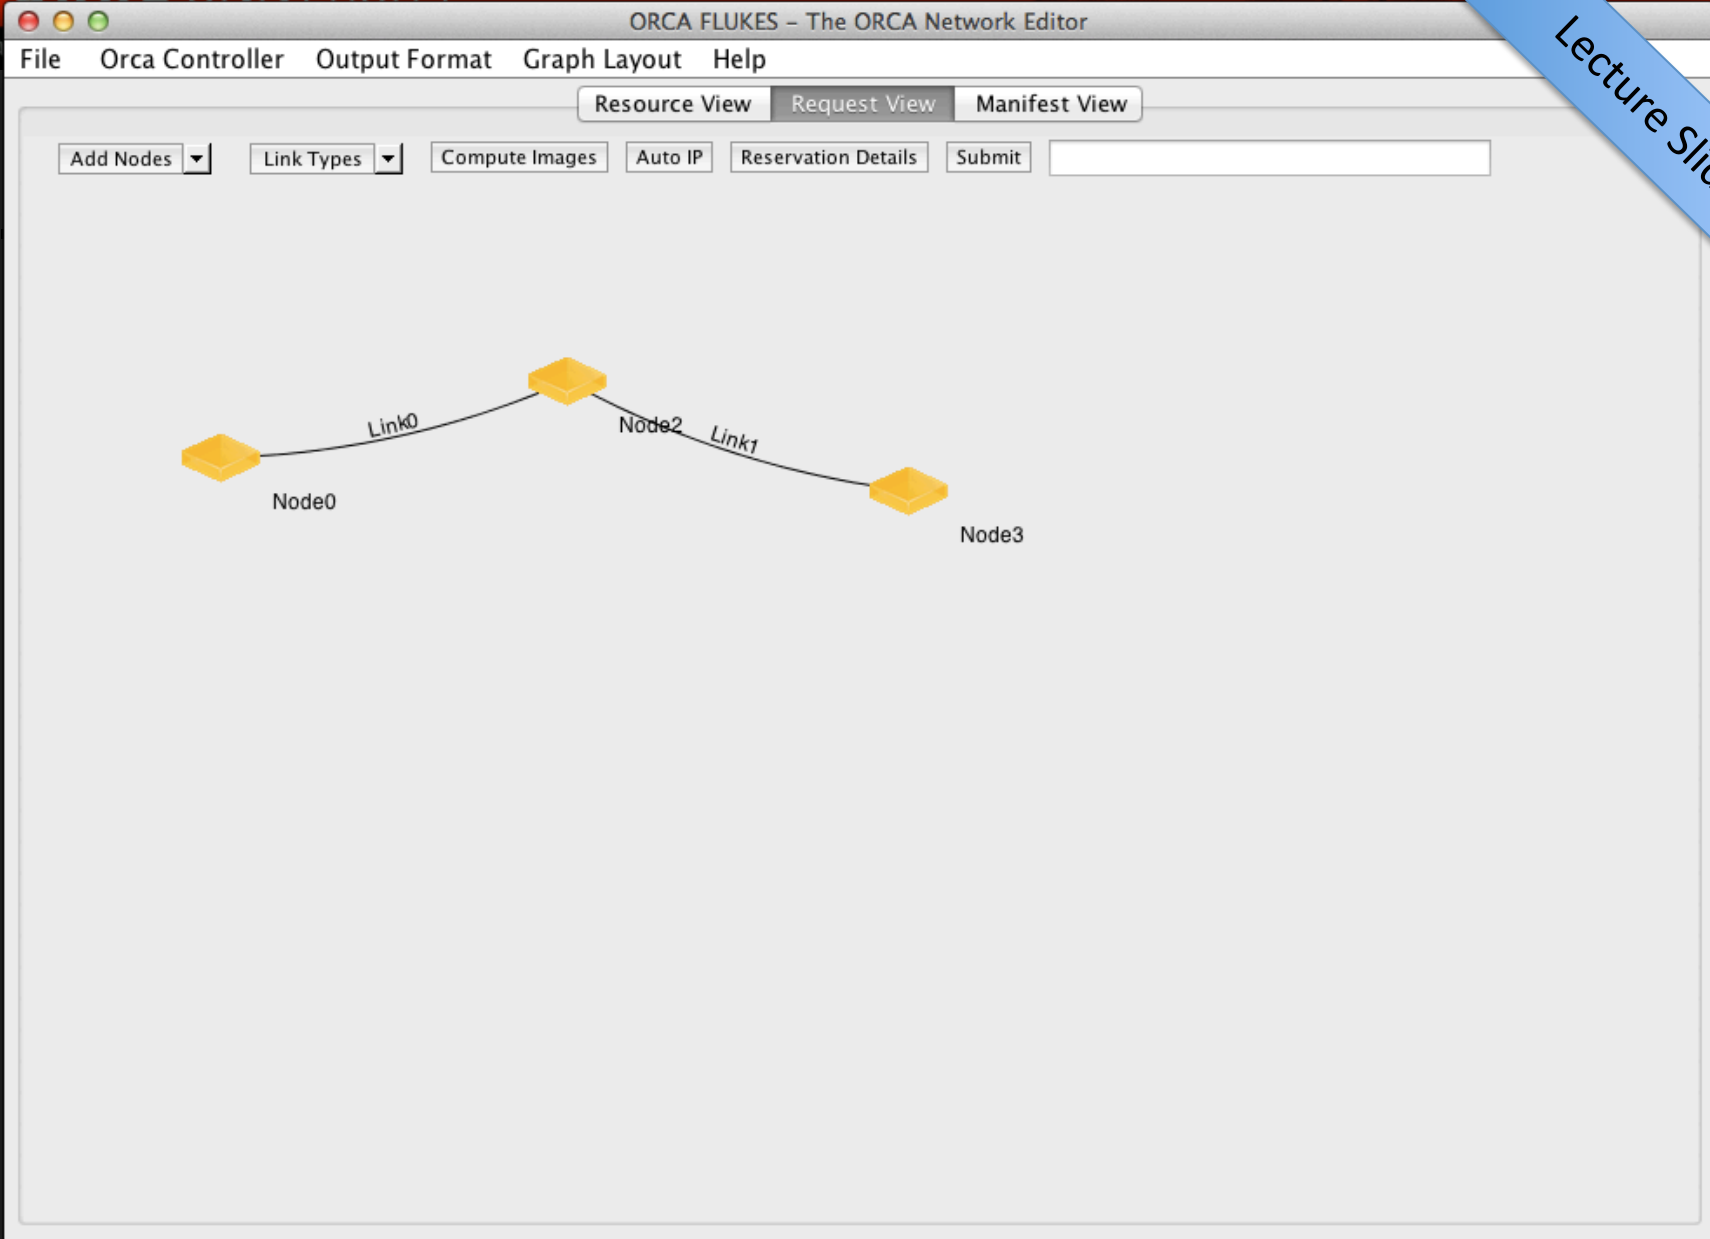 ORCA FLUKES – The ORCA Network Editor
File Orca Controller Output Format Graph Layout Help
Resource View Request View Manifest View
Add Nodes Link Types Compute Images Auto IP Reservation Details Submit
Lecture
Link0
Node2
Link1
Node0
Node3